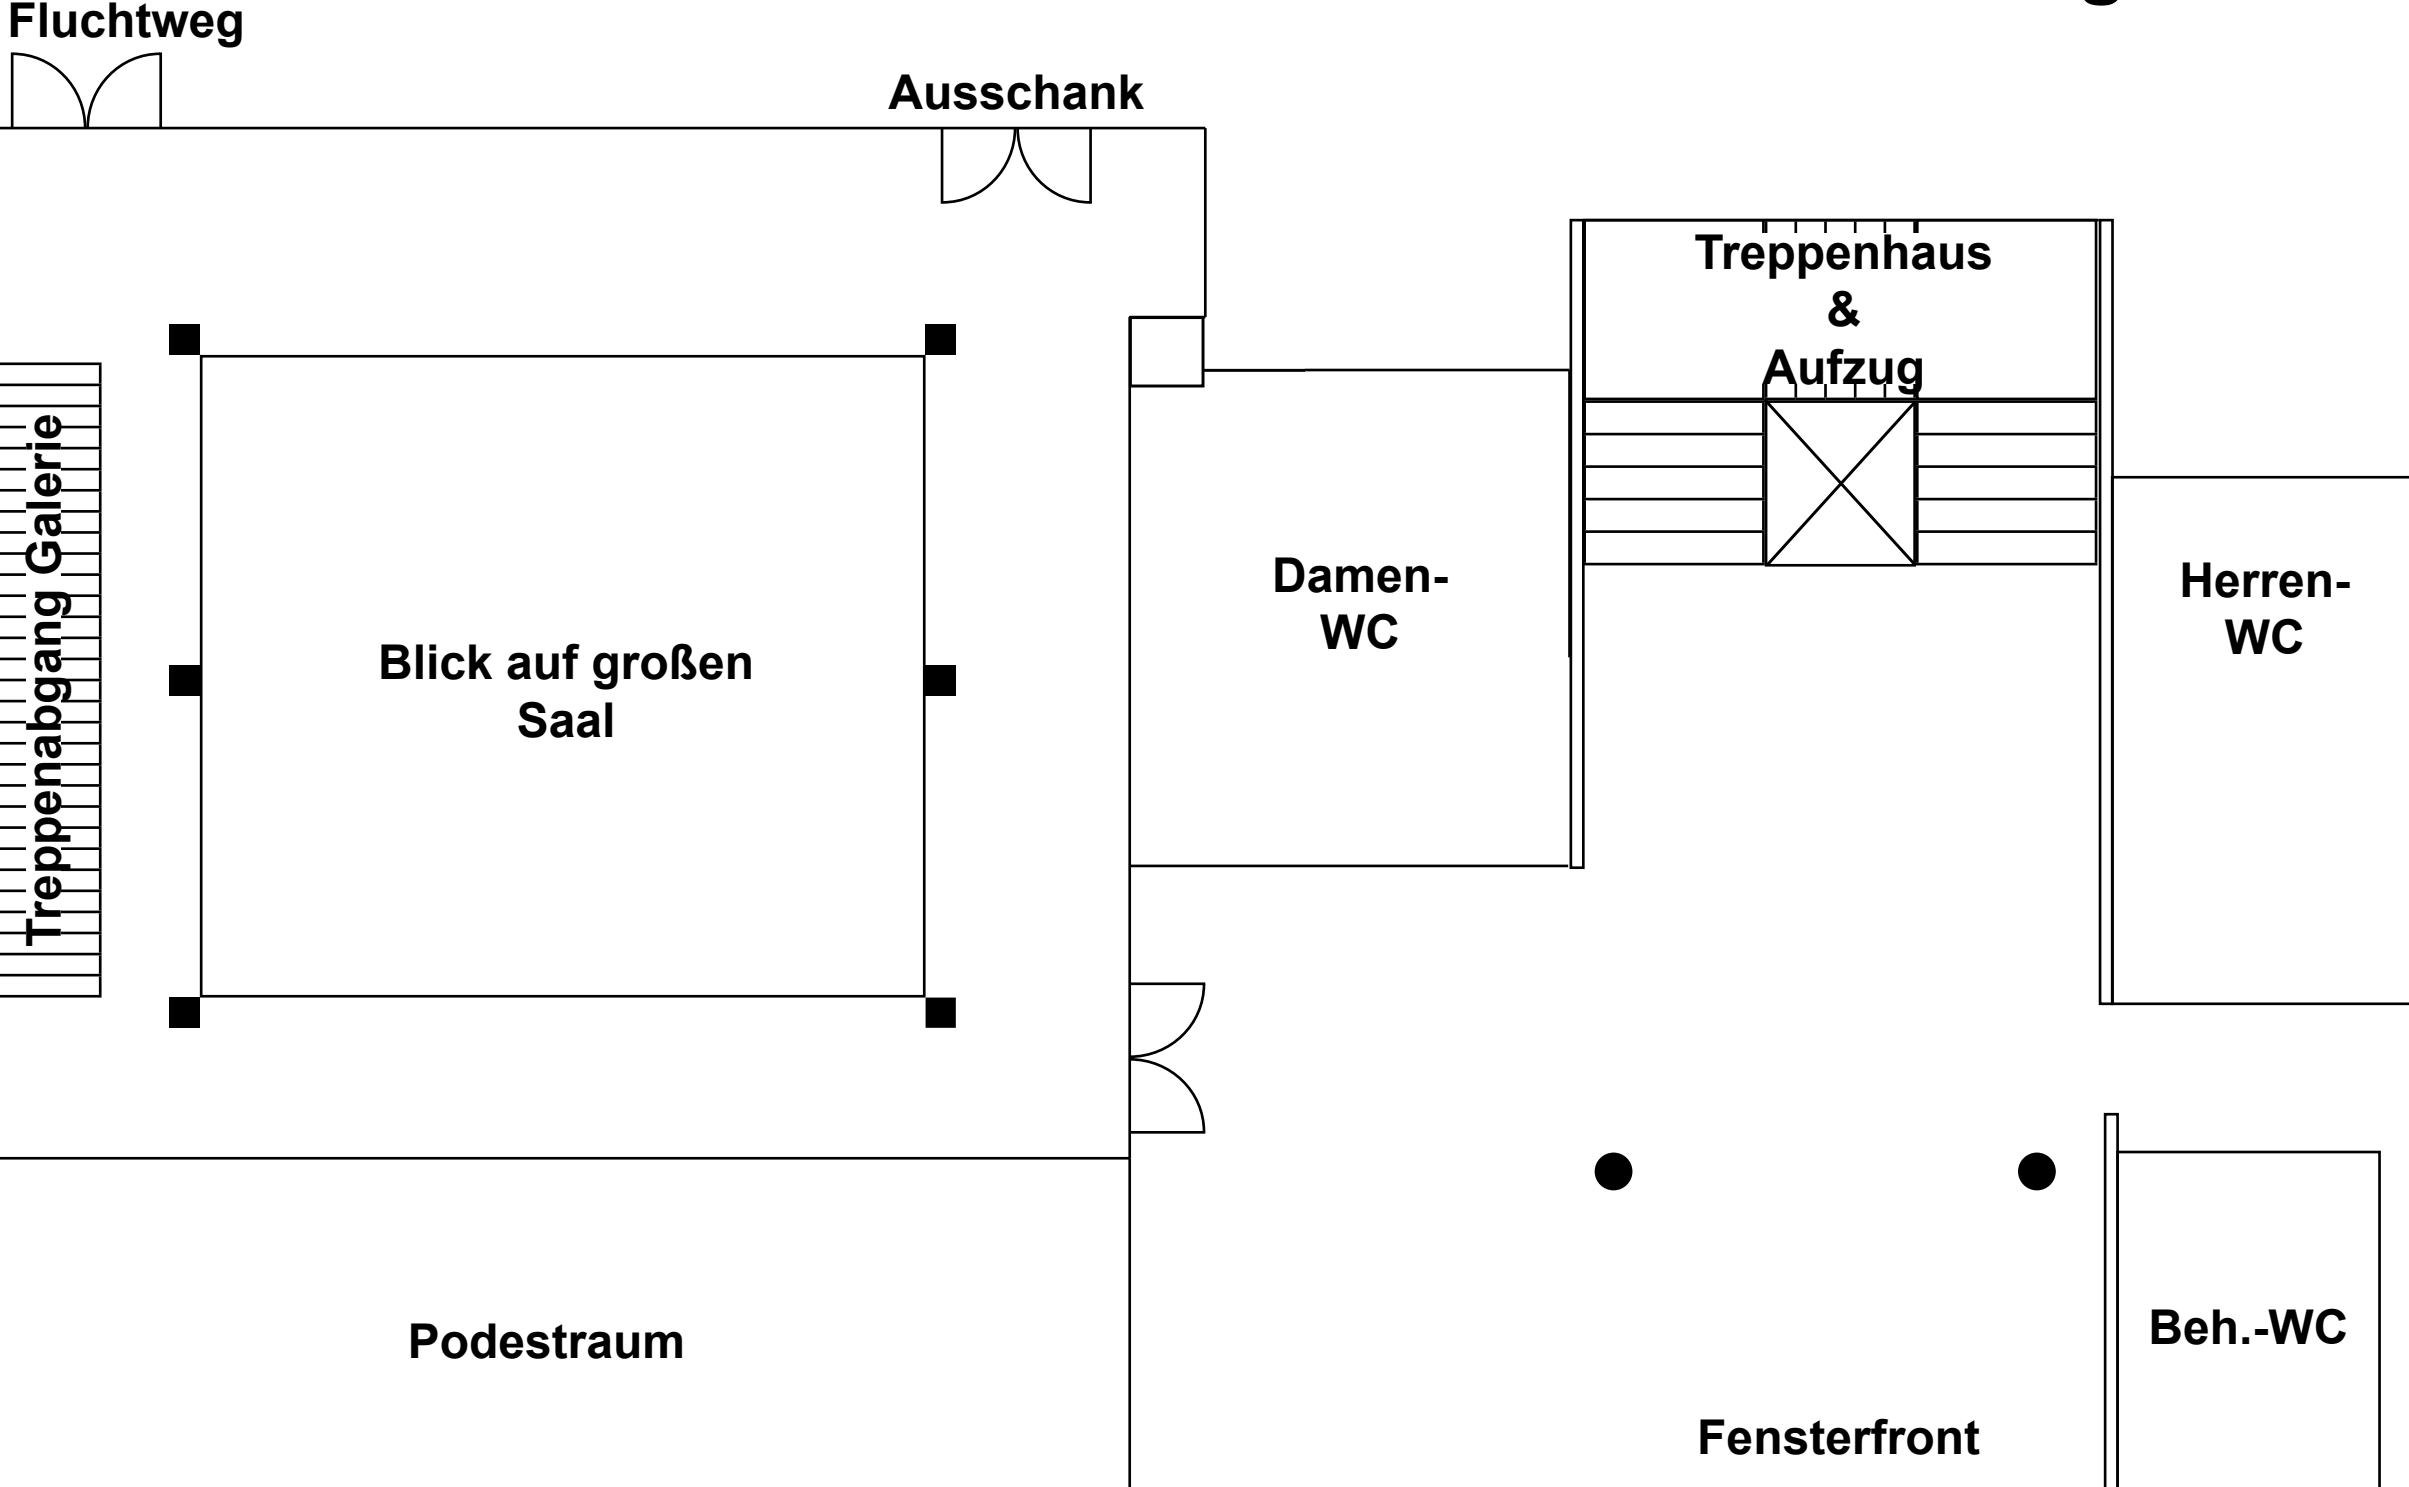 Fluchtweg
Ausschank
Treppenhaus
&
Aufzug
Treppenabgang Galerie
Blick auf großen
Saal
Damen-
WC
Herren-
WC
Podestraum
Beh.-WC
Fensterfront